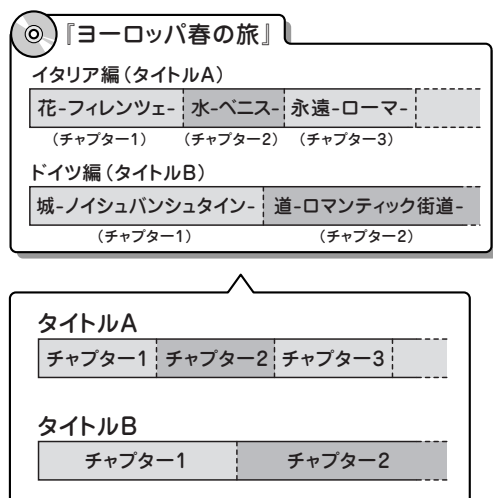 『ヨーロッパ春の旅』
イタリア編（タイトルA）
花-フィレンツェ- 水-ベニス- 永遠-ローマ-
（チャプター1） （チャプター2） （チャプター3）
ドイツ編（タイトルB）
城-ノイシュバンシュタイン- 道-ロマンティック街道-
（チャプター1） （チャプター2）
タイトルA
チャプター1 チャプター2 チャプター3
タイトルB
チャプター1 チャプター2